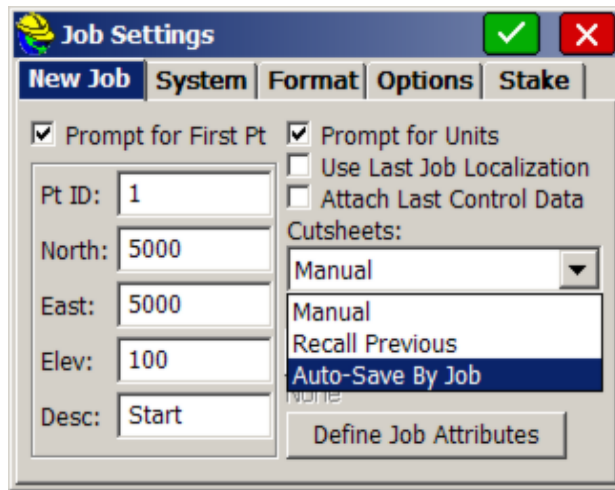 Job Settings
New Job System Format Options Stake
Prompt for First Pt
Pt ID: 1
North: 5000
East: 5000
Elev: 100
Desc: Start
Prompt for Units
Use Last Job Localization
Attach Last Control Data
Cutsheets:
Manual
Manual
Recall Previous
Auto-Save By Job
None
Define Job Attributes